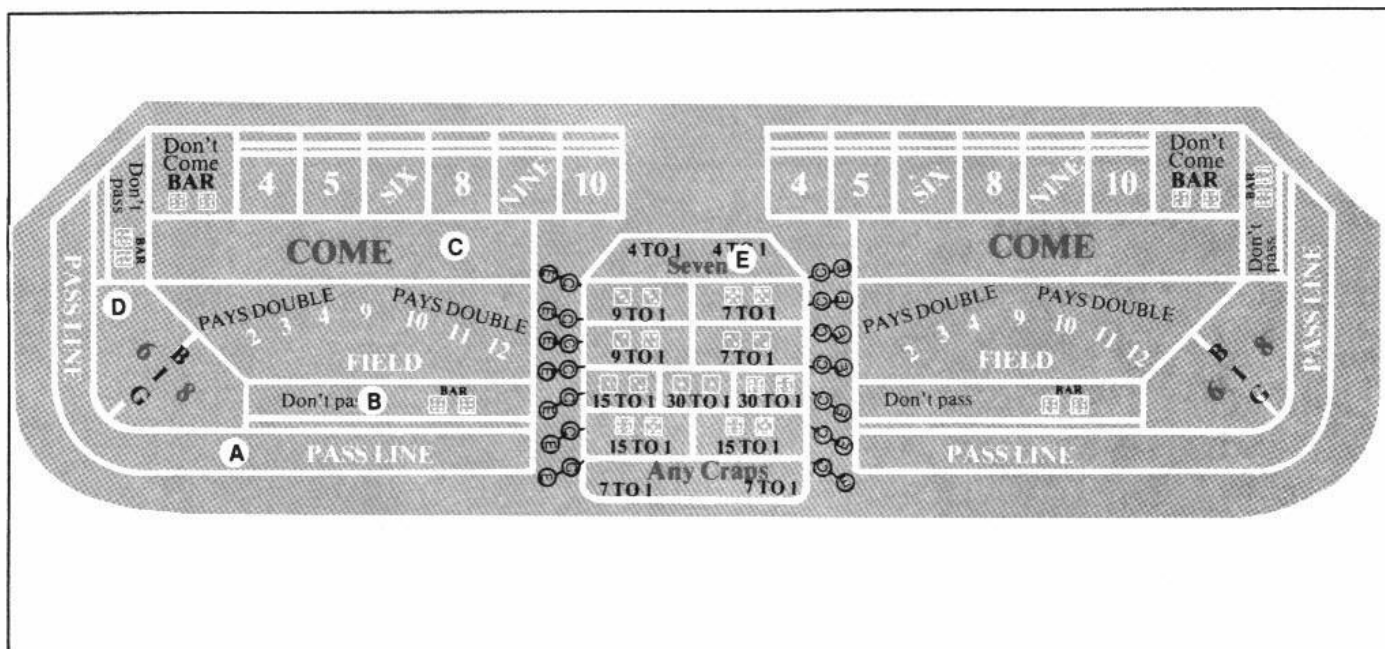 Don't
Come
BAR
4 5 SIX 8 NINE 10
4 5 SIX 8 NINE 10
Don't
Come
BAR
Don't
pass
BAR
BAR
Don't
pass
COME C
4 TO 1 4 TO 1
Seven E
COME
PASS LINE
D
PAYS DOUBLE PAYS DOUBLE
2 3 4 9 10 11 12
FIELD
9 TO 1 7 TO 1
9 TO 1 7 TO 1
PAYS DOUBLE PAYS DOUBLE
2 3 4 9 10 11 12
FIELD
PASS LINE
6 BIG 8
Don't pass B BAR
15 TO 1 30 TO 1 30 TO 1
Don't pass BAR
6 BIG 8
A PASS LINE
15 TO 1 15 TO 1
PASS LINE
Any Craps
7 TO 1 7 TO 1
C E
C E
C E
C E
C E
C E
C E
C E
C E
C E
C E
C E
C E
C E